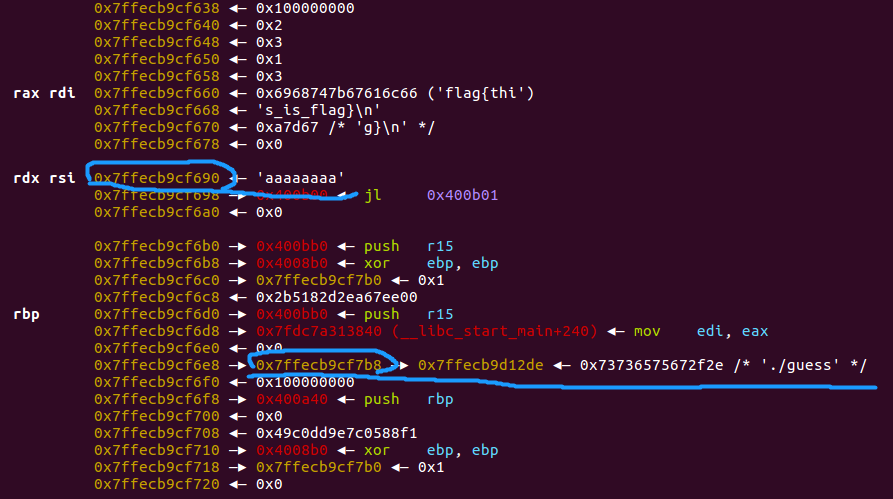 0x7ffecb9cf638 ◂— 0x100000000
0x7ffecb9cf640 ◂— 0x2
0x7ffecb9cf648 ◂— 0x3
0x7ffecb9cf650 ◂— 0x1
0x7ffecb9cf658 ◂— 0x3
rax rdi 0x7ffecb9cf660 ◂— 0x6968747b67616c66 ('flag{thi')
0x7ffecb9cf668 ◂— 's_is_flag}\n'
0x7ffecb9cf670 ◂— 0xa7d67 /* 'g}\n' */
0x7ffecb9cf678 ◂— 0x0
rdx rsi 0x7ffecb9cf690 ◂— 'aaaaaaaa'
0x7ffecb9cf698 —▸ 0x400b00 ◂— jl 0x400b01
0x7ffecb9cf6a0 ◂— 0x0
0x7ffecb9cf6b0 —▸ 0x400bb0 ◂— push r15
0x7ffecb9cf6b8 —▸ 0x4008b0 ◂— xor ebp, ebp
0x7ffecb9cf6c0 —▸ 0x7ffecb9cf7b0 ◂— 0x1
0x7ffecb9cf6c8 ◂— 0x2b5182d2ea67ee00
rbp 0x7ffecb9cf6d0 —▸ 0x400bb0 ◂— push r15
0x7ffecb9cf6d8 —▸ 0x7fdc7a313840 (__libc_start_main+240) ◂— mov edi, eax
0x7ffecb9cf6e0 ◂— 0x0
0x7ffecb9cf6e8 —▸ 0x7ffecb9cf7b8 —▸ 0x7ffecb9d12de ◂— 0x73736575672f2e /* './guess' */
0x7ffecb9cf6f0 ◂— 0x100000000
0x7ffecb9cf6f8 —▸ 0x400a40 ◂— push rbp
0x7ffecb9cf700 ◂— 0x0
0x7ffecb9cf708 ◂— 0x49c0dd9e7c0588f1
0x7ffecb9cf710 —▸ 0x4008b0 ◂— xor ebp, ebp
0x7ffecb9cf718 —▸ 0x7ffecb9cf7b0 ◂— 0x1
0x7ffecb9cf720 ◂— 0x0